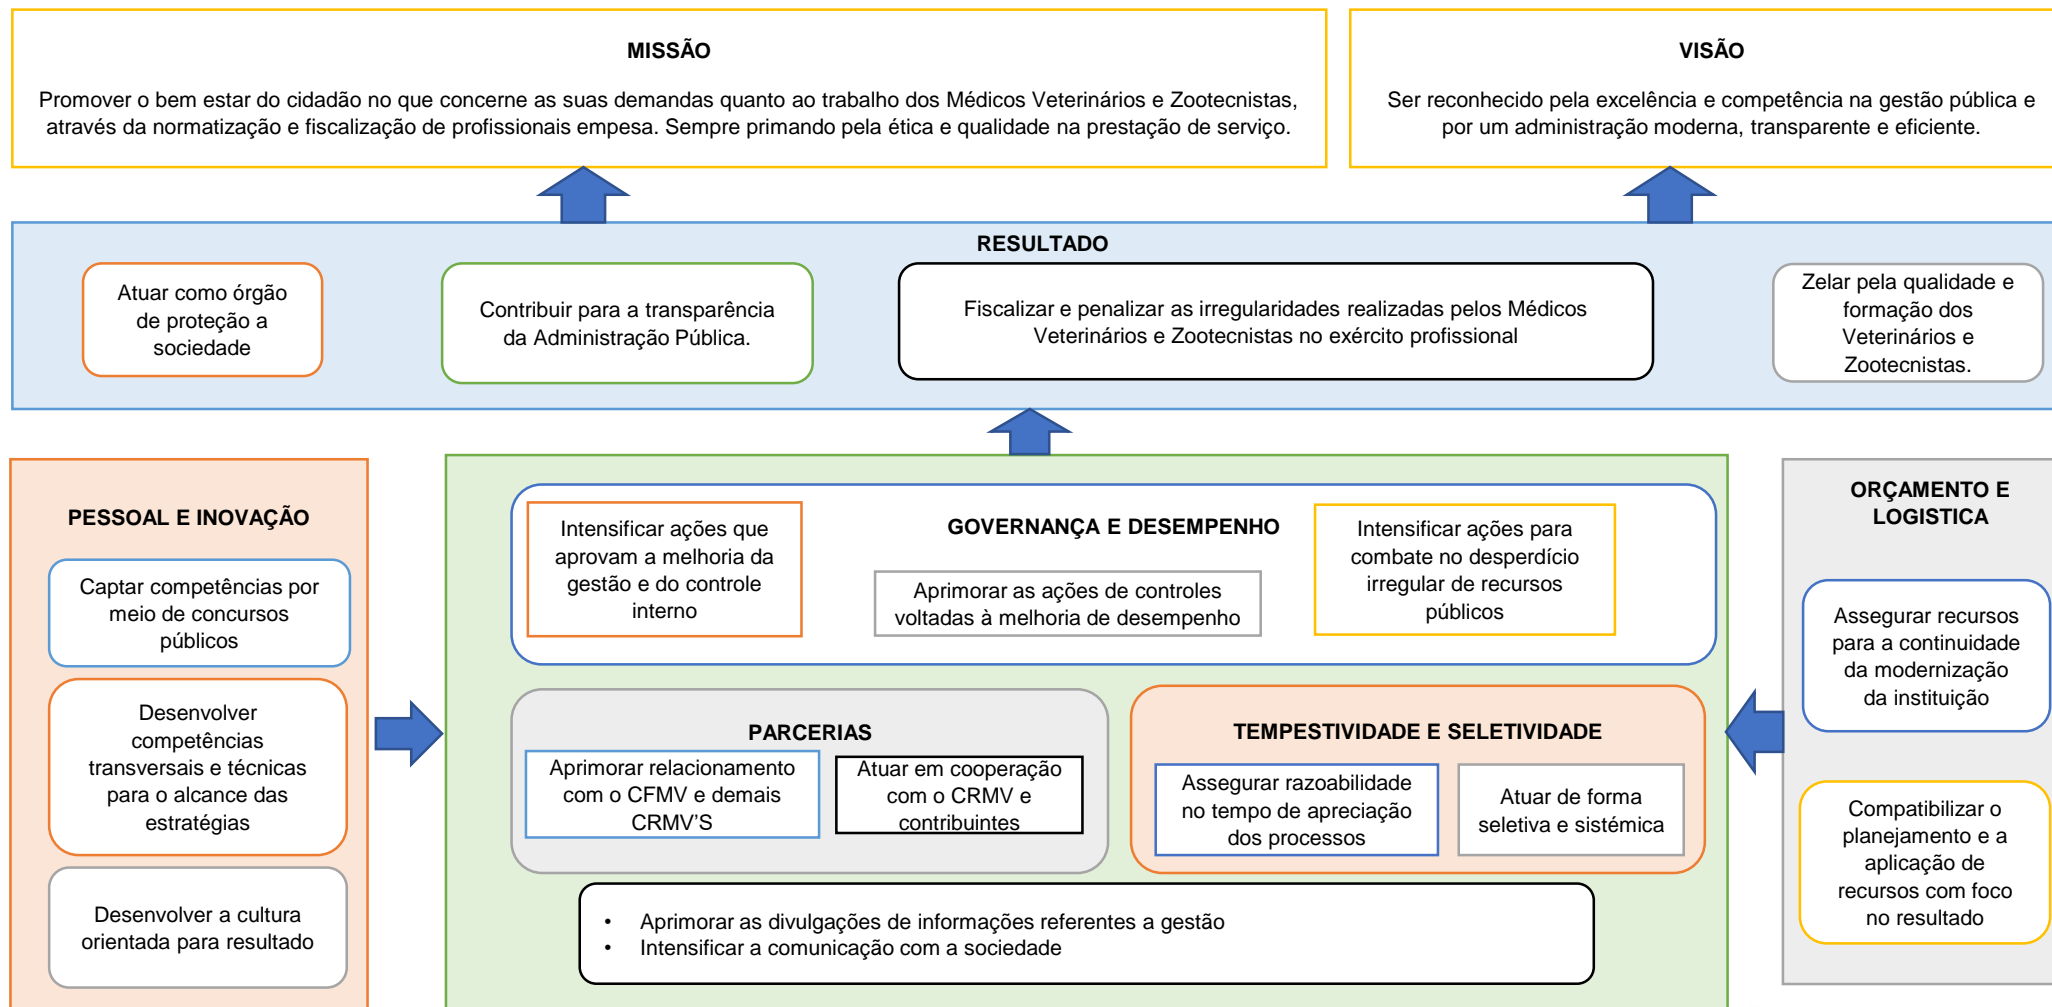 MISSÃO
Promover o bem estar do cidadão no que concerne as suas demandas quanto ao trabalho dos Médicos Veterinários e Zootecnistas,
através da normatização e fiscalização de profissionais empesa. Sempre primando pela ética e qualidade na prestação de serviço.
VISÃO
Ser reconhecido pela excelência e competência na gestão pública e
por um administração moderna, transparente e eficiente.
RESULTADO
Atuar como órgão
de proteção a
sociedade
Contribuir para a transparência
da Administração Pública.
Fiscalizar e penalizar as irregularidades realizadas pelos Médicos
Veterinários e Zootecnistas no exército profissional
Zelar pela qualidade e
formação dos
Veterinários e
Zootecnistas.
PESSOAL E INOVAÇÃO
Captar competências por
meio de concursos
públicos
Desenvolver
competências
transversais e técnicas
para o alcance das
estratégias
Desenvolver a cultura
orientada para resultado
GOVERNANÇA E DESEMPENHO
Intensificar ações que
aprovam a melhoria da
gestão e do controle
interno
Aprimorar as ações de controles
voltadas à melhoria de desempenho
Intensificar ações para
combate no desperdício
irregular de recursos
públicos
PARCERIAS
Aprimorar relacionamento
com o CFMV e demais
CRMV’S
Atuar em cooperação
com o CRMV e
contribuintes
TEMPESTIVIDADE E SELETIVIDADE
Assegurar razoabilidade
no tempo de apreciação
dos processos
Atuar de forma
seletiva e sistémica
• Aprimorar as divulgações de informações referentes a gestão
• Intensificar a comunicação com a sociedade
ORÇAMENTO E
LOGISTICA
Assegurar recursos
para a continuidade
da modernização
da instituição
Compatibilizar o
planejamento e a
aplicação de
recursos com foco
no resultado